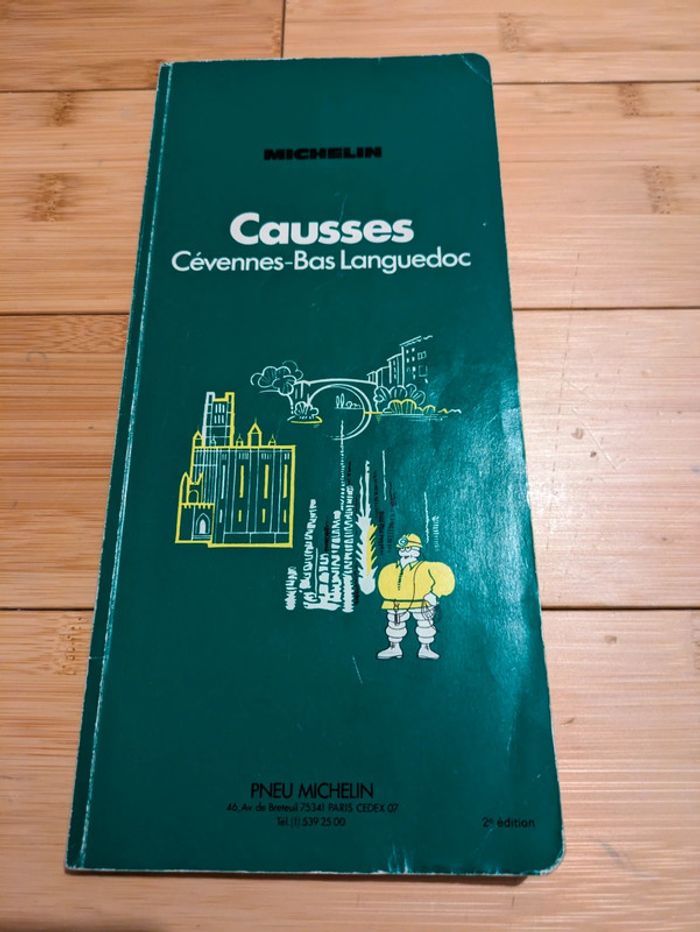 MICHELIN
Causses
Cévennes-Bas Languedoc
PNEU MICHELIN
46, Av. de Breteuil 75341 PARIS CEDEX 07
Tél. (1) 539 25 00
2e édition